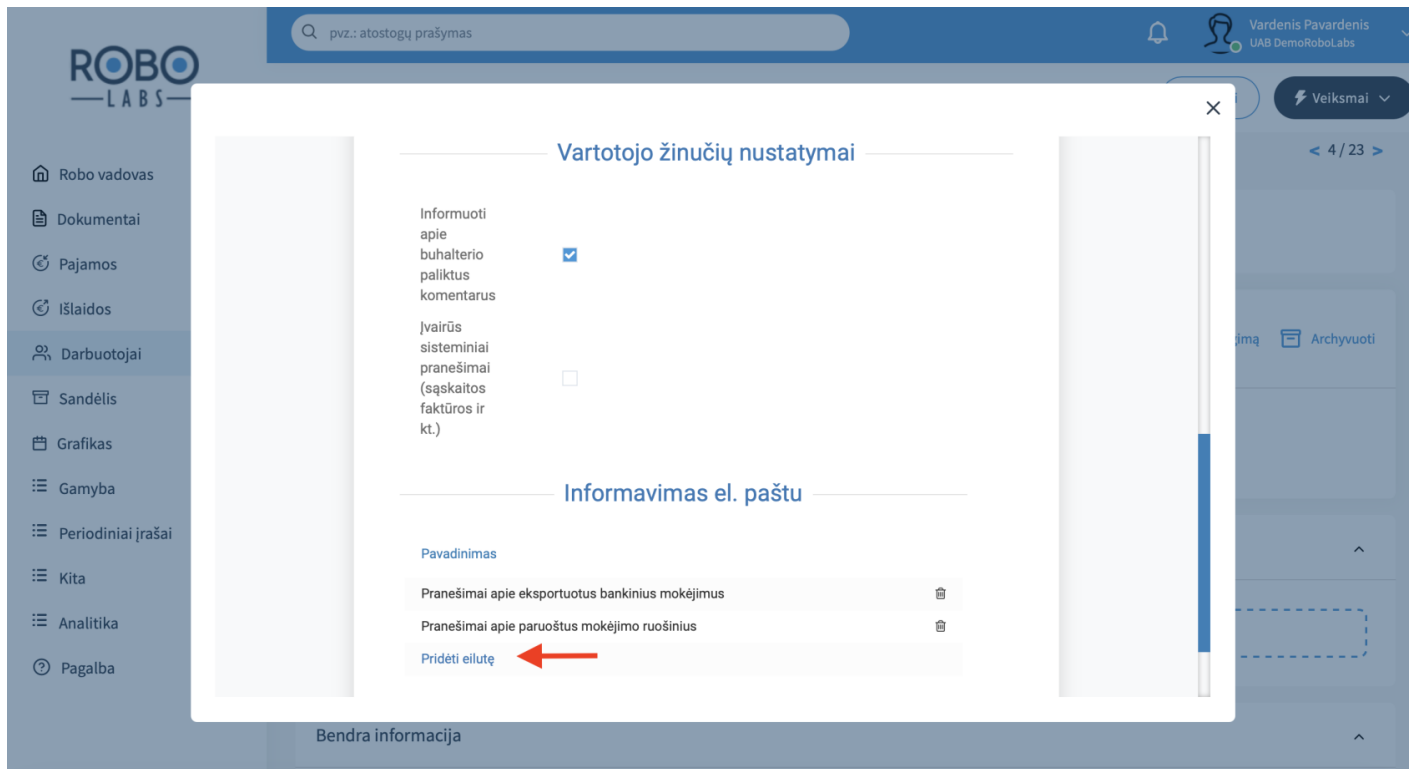 pvz.: atostogų prašymas
Vardenis Pavardenis
UAB DemoRoboLabs
ROBO
LABS
Veiksmai
4 / 23
Robo vadovas
Dokumentai
Pajamos
Išlaidos
Darbuotojai
Sandėlis
Grafikas
Gamyba
Periodiniai įrašai
Kita
Analitika
Pagalba
Vartotojo žinučių nustatymai
Informuoti
apie
buhalterio
paliktus
komentarus
Įvairūs
sisteminiai
pranešimai
(sąskaitos
faktūros ir
kt.)
Informavimas el. paštu
Pavadinimas
Pranešimai apie eksportuotus bankinius mokėjimus
Pranešimai apie paruoštus mokėjimo ruošinius
Pridėti eilutę
Archyvuoti
Bendra informacija